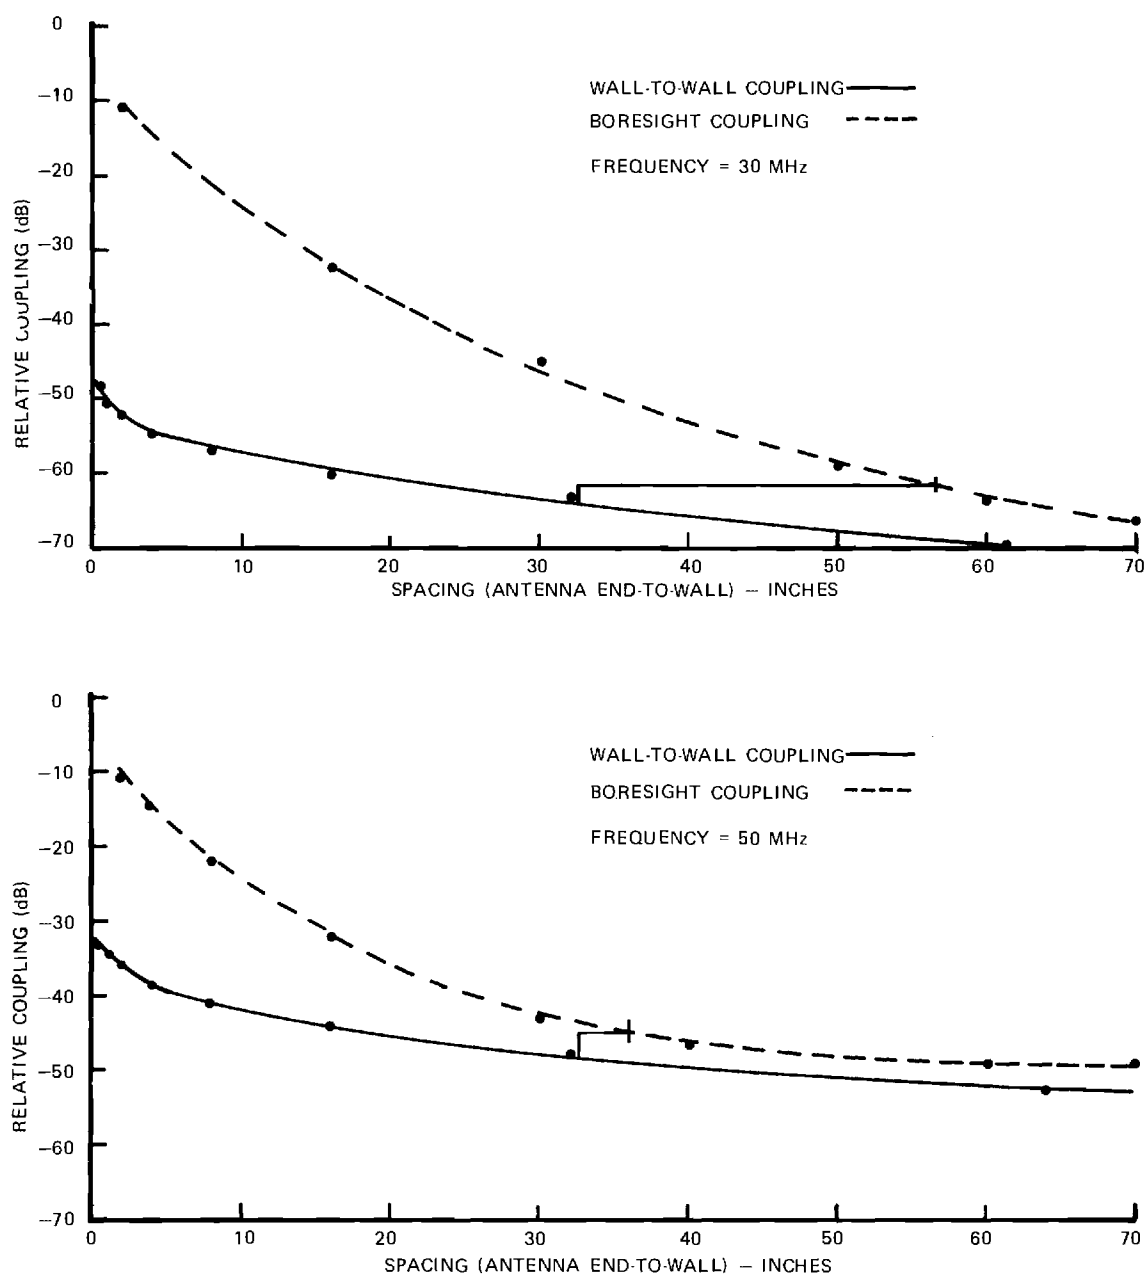 0
-10
-20
-30
-40
-50
-60
-70
RELATIVE COUPLING (dB)
WALL-TO-WALL COUPLING
BORESIGHT COUPLING
FREQUENCY = 30 MHz
0 10 20 30 40 50 60 70
SPACING (ANTENNA END-TO-WALL) — INCHES
0
-10
-20
-30
-40
-50
-60
-70
RELATIVE COUPLING (dB)
WALL-TO-WALL COUPLING
BORESIGHT COUPLING
FREQUENCY = 50 MHz
0 10 20 30 40 50 60 70
SPACING (ANTENNA END-TO-WALL) — INCHES